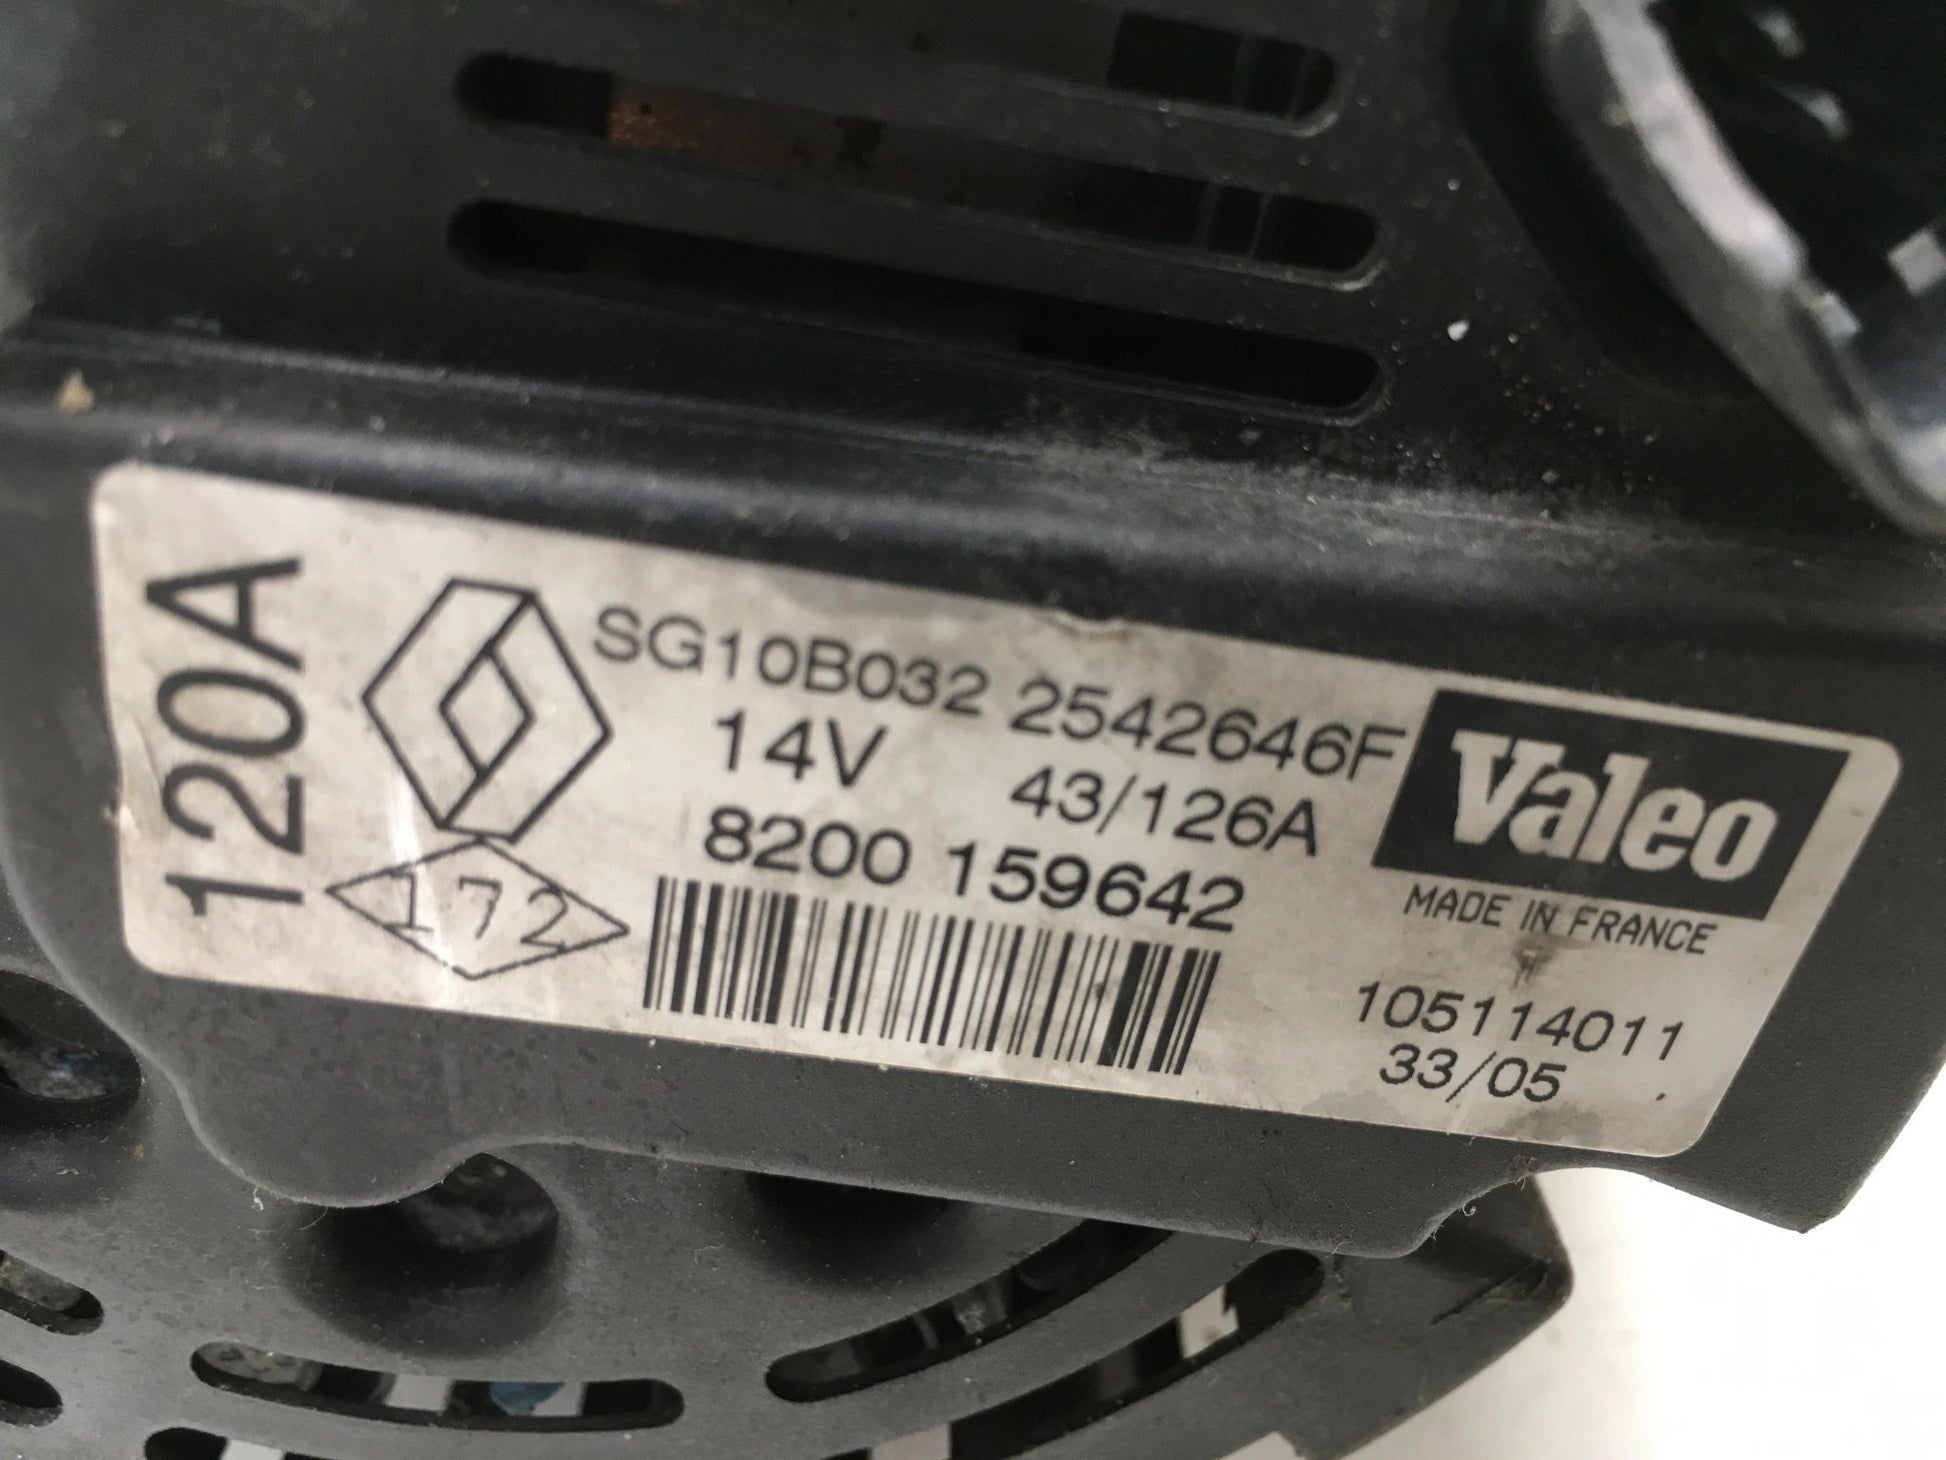 120A
SG10B032 2542646F
14V 43/126A
8200 159642
172
Valeo
MADE IN FRANCE
105114011
33/05